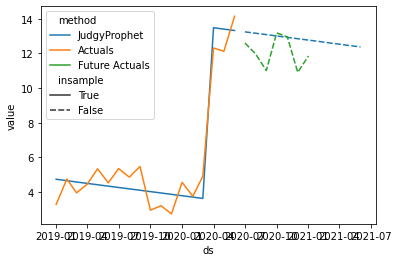 method
JudgyProphet
Actuals
Future Actuals
insample
True
False
14
12
10
8
6
4
value
2019-01 2019-04 2019-07 2019-10 2020-01 2020-04 2020-07 2020-10 2021-01 2021-04 2021-07
ds